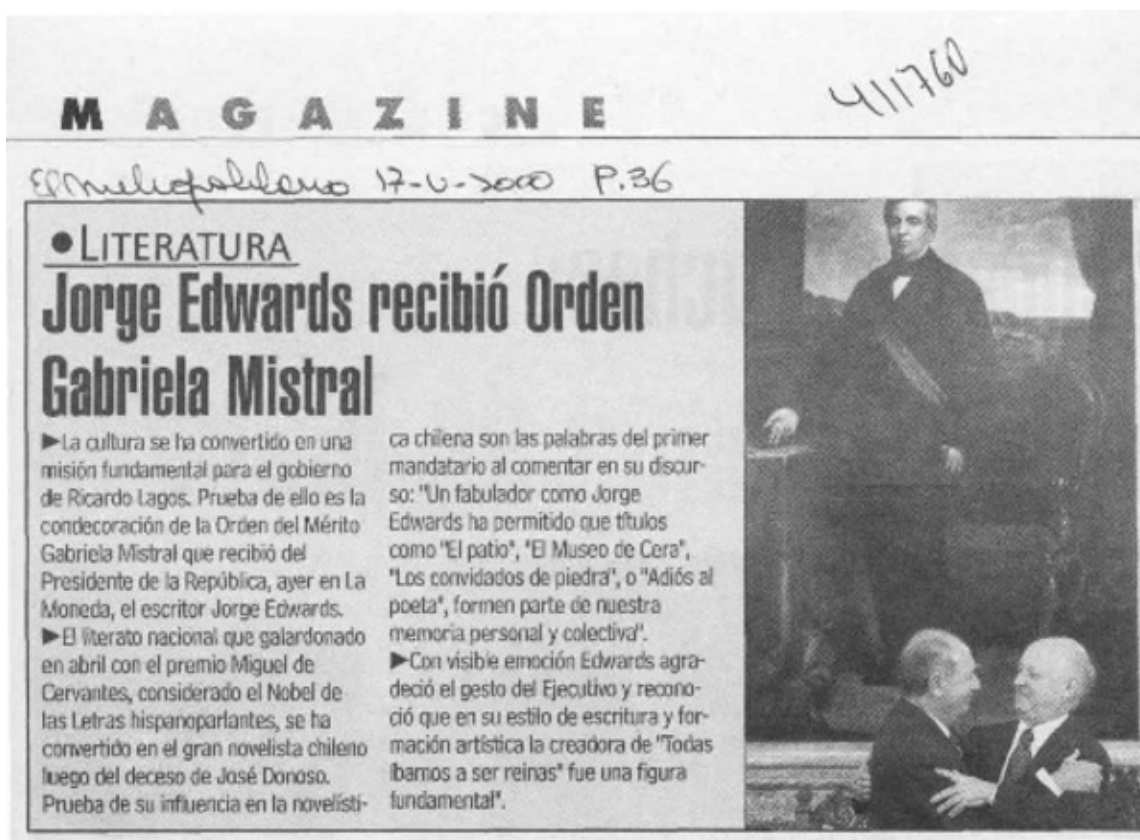 MAGAZINE
411760
El Metropolitano 17-V-2000 P.36
●LITERATURA
Jorge Edwards recibió Orden
Gabriela Mistral
►La cultura se ha convertido en una
misión fundamental para el gobierno
de Ricardo Lagos. Prueba de ello es la
condecoración de la Orden del Mérito
Gabriela Mistral que recibió del
Presidente de la República, ayer en La
Moneda, el escritor Jorge Edwards.
►El literato nacional que galardonado
en abril con el premio Miguel de
Cervantes, considerado el Nobel de
las Letras hispanoparlantes, se ha
convertido en el gran novelista chileno
luego del deceso de José Donoso.
Prueba de su influencia en la novelísti-
ca chilena son las palabras del primer
mandatario al comentar en su discur-
so: "Un fabulador como Jorge
Edwards ha permitido que títulos
como "El patio", "El Museo de Cera",
"Los convidados de piedra", o "Adiós al
poeta", formen parte de nuestra
memoria personal y colectiva".
►Con visible emoción Edwards agra-
deció el gesto del Ejecutivo y recono-
ció que en su estilo de escritura y for-
mación artística la creadora de "Todas
íbamos a ser reinas" fue una figura
fundamental".